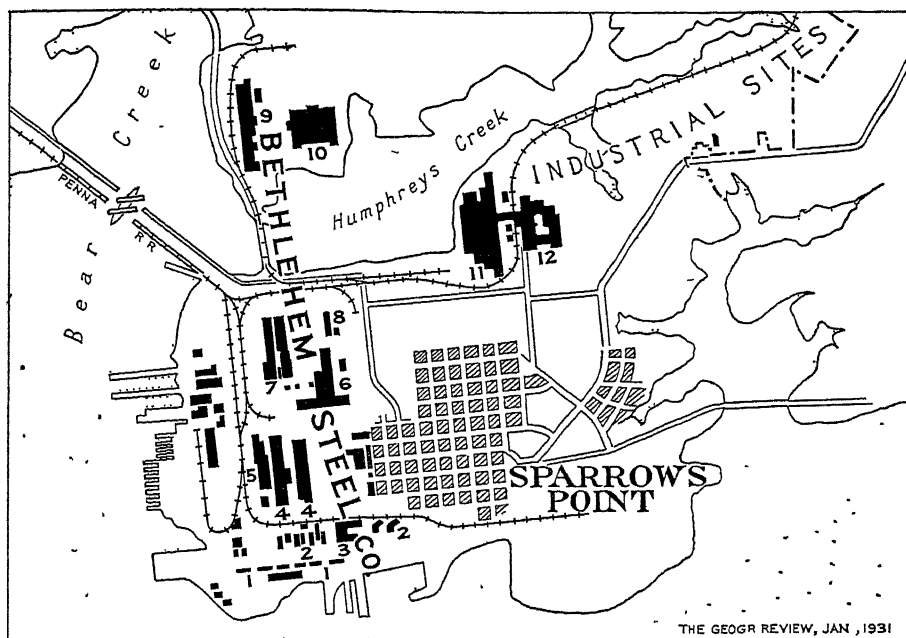 Bear Creek
PENNA
RR
BETHLEHEM STEEL CO
Humphreys Creek
INDUSTRIAL SITES
9
10
11
12
8
7
6
5
4
4
2
3
2
1
1
SPARROWS
POINT
THE GEOGR REVIEW, JAN, 1931